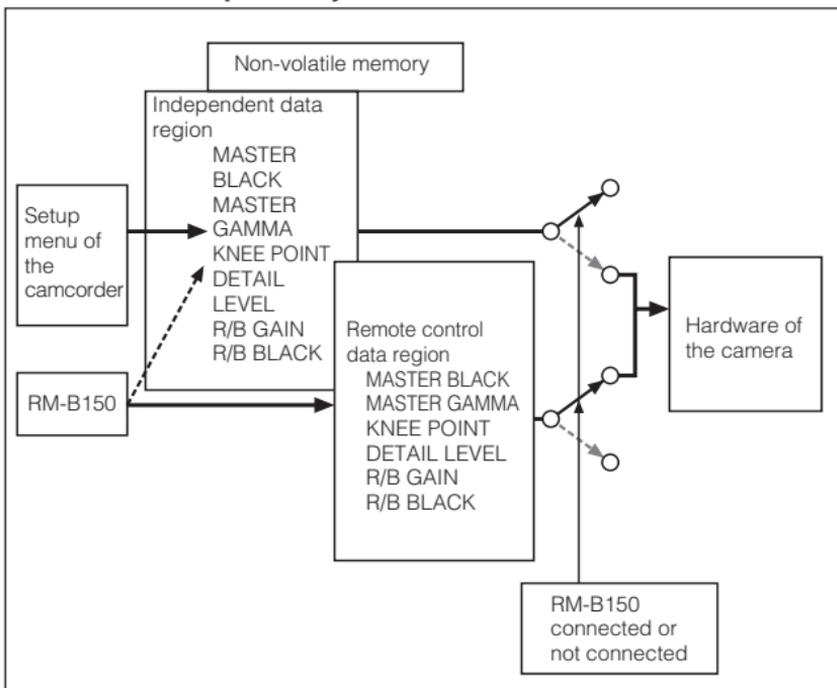 Non-volatile memory
Independent data
region
MASTER
BLACK
MASTER
GAMMA
KNEE POINT
DETAIL
LEVEL
R/B GAIN
R/B BLACK
Setup
menu of
the
camcorder
RM-B150
Remote control
data region
MASTER BLACK
MASTER GAMMA
KNEE POINT
DETAIL LEVEL
R/B GAIN
R/B BLACK
Hardware of
the camera
RM-B150
connected or
not connected